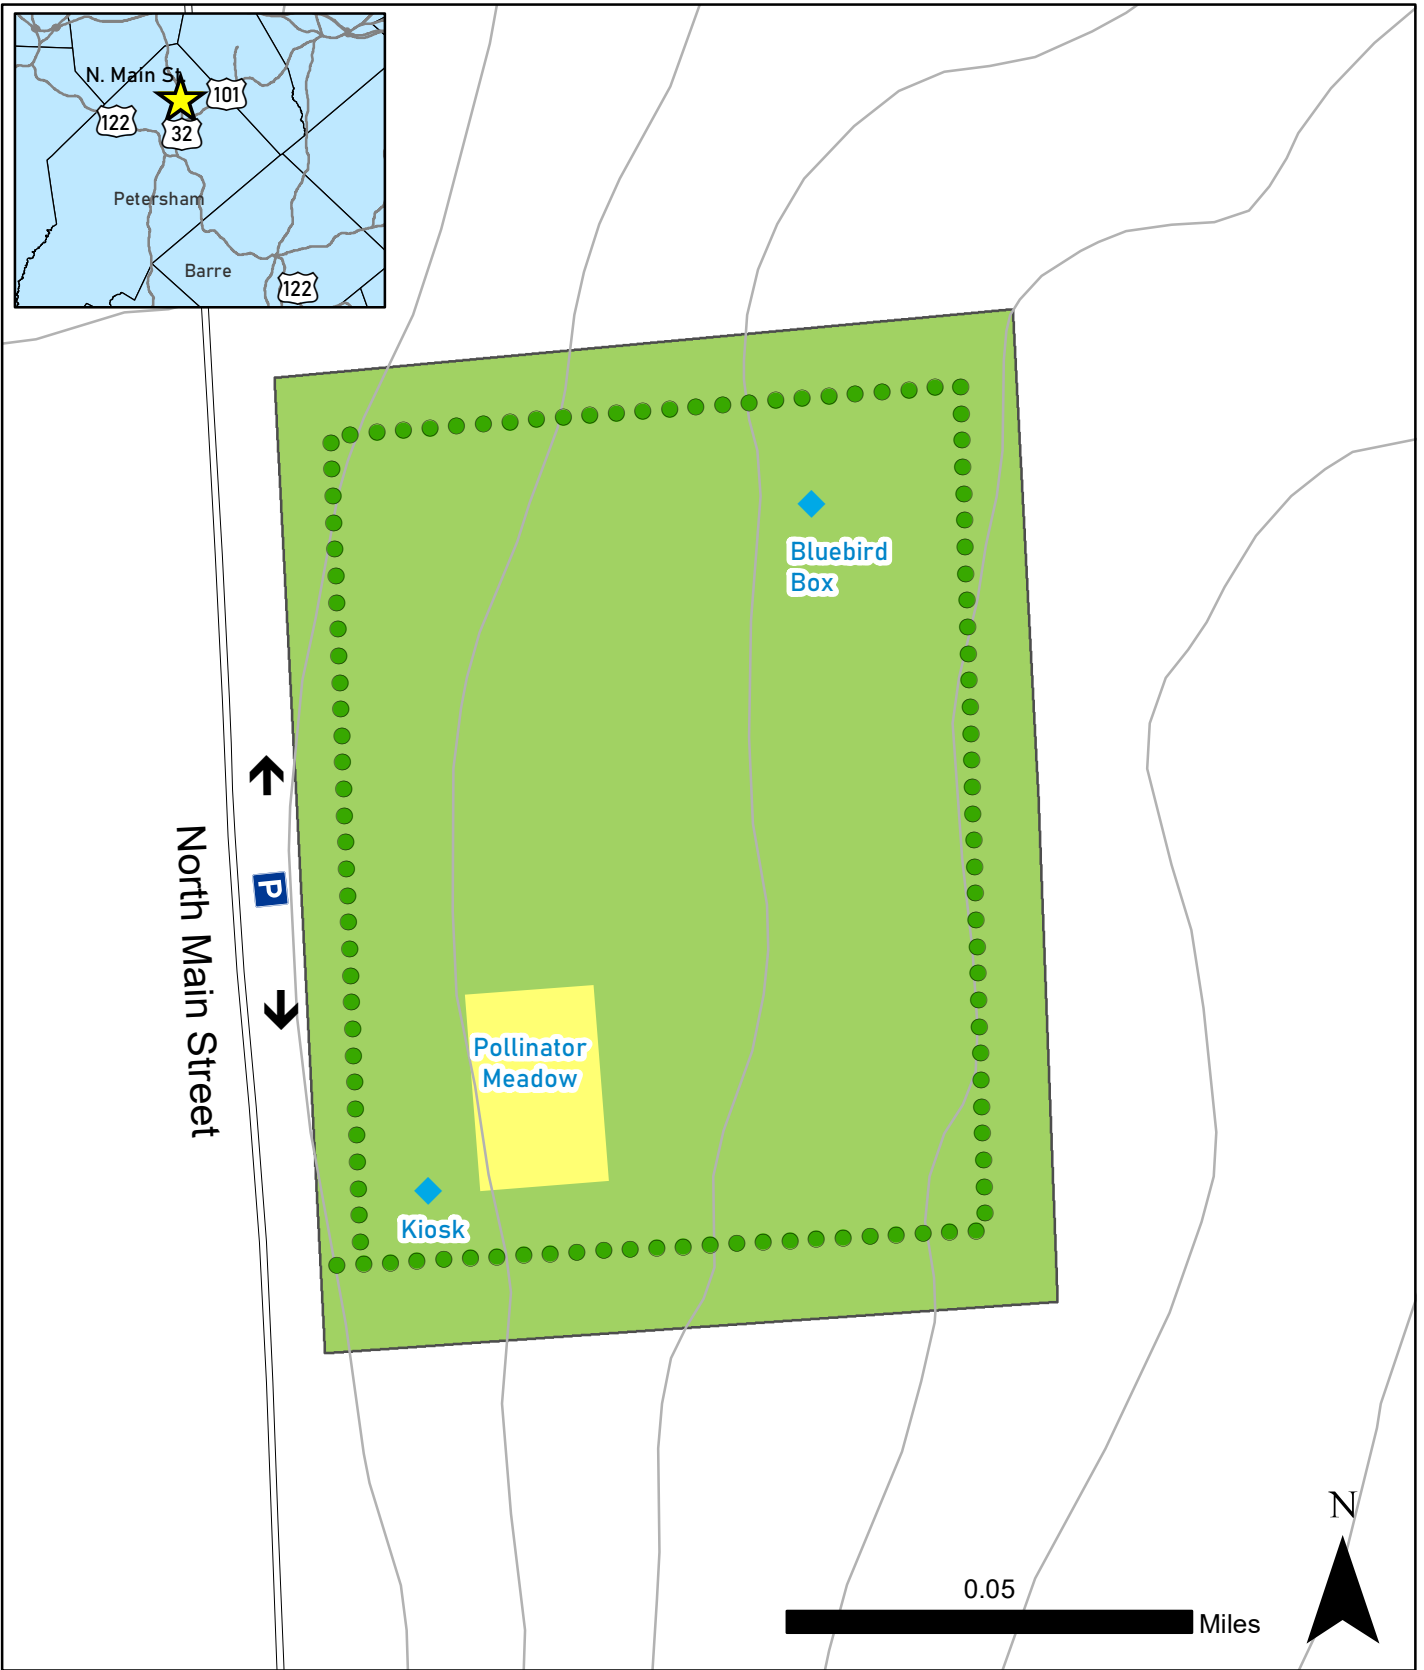 N. Main St.
101
122
32
Petersham
Barre
122
Bluebird
Box
P
North Main Street
Pollinator
Meadow
Kiosk
N
0.05
Miles